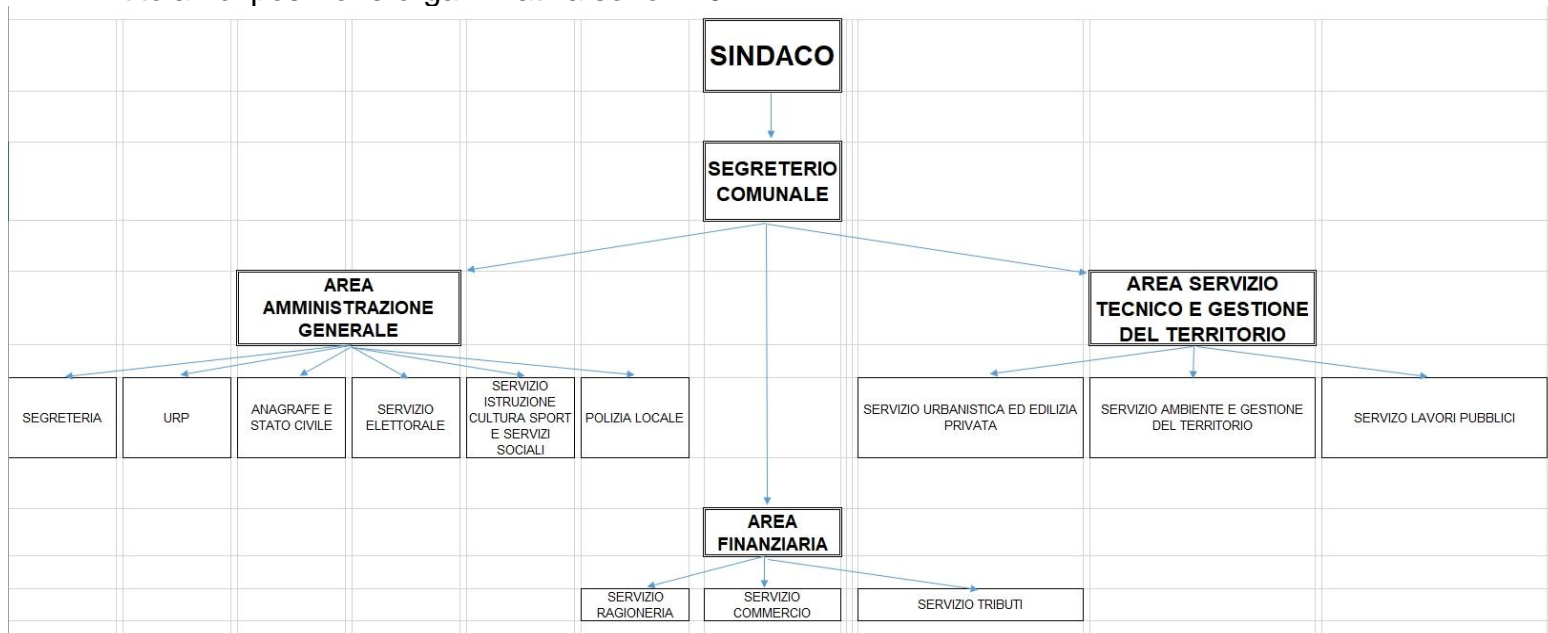 SINDACO
SEGRETERIO
COMUNALE
AREA
AMMINISTRAZIONE
GENERALE
AREA SERVIZIO
TECNICO E GESTIONE
DEL TERRITORIO
SEGRETERIA
URP
ANAGRAFE E
STATO CIVILE
SERVIZIO
ELETTORALE
SERVIZIO
ISTRUZIONE
CULTURA SPORT
E SERVIZI
SOCIALI
POLIZIA LOCALE
SERVIZIO URBANISTICA ED EDILIZIA
PRIVATA
SERVIZIO AMBIENTE E GESTIONE
DEL TERRITORIO
SERVIZO LAVORI PUBBLICI
AREA
FINANZIARIA
SERVIZIO
RAGIONERIA
SERVIZIO
COMMERCIO
SERVIZIO TRIBUTI